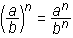 (a/b)^n = a^n/b^n